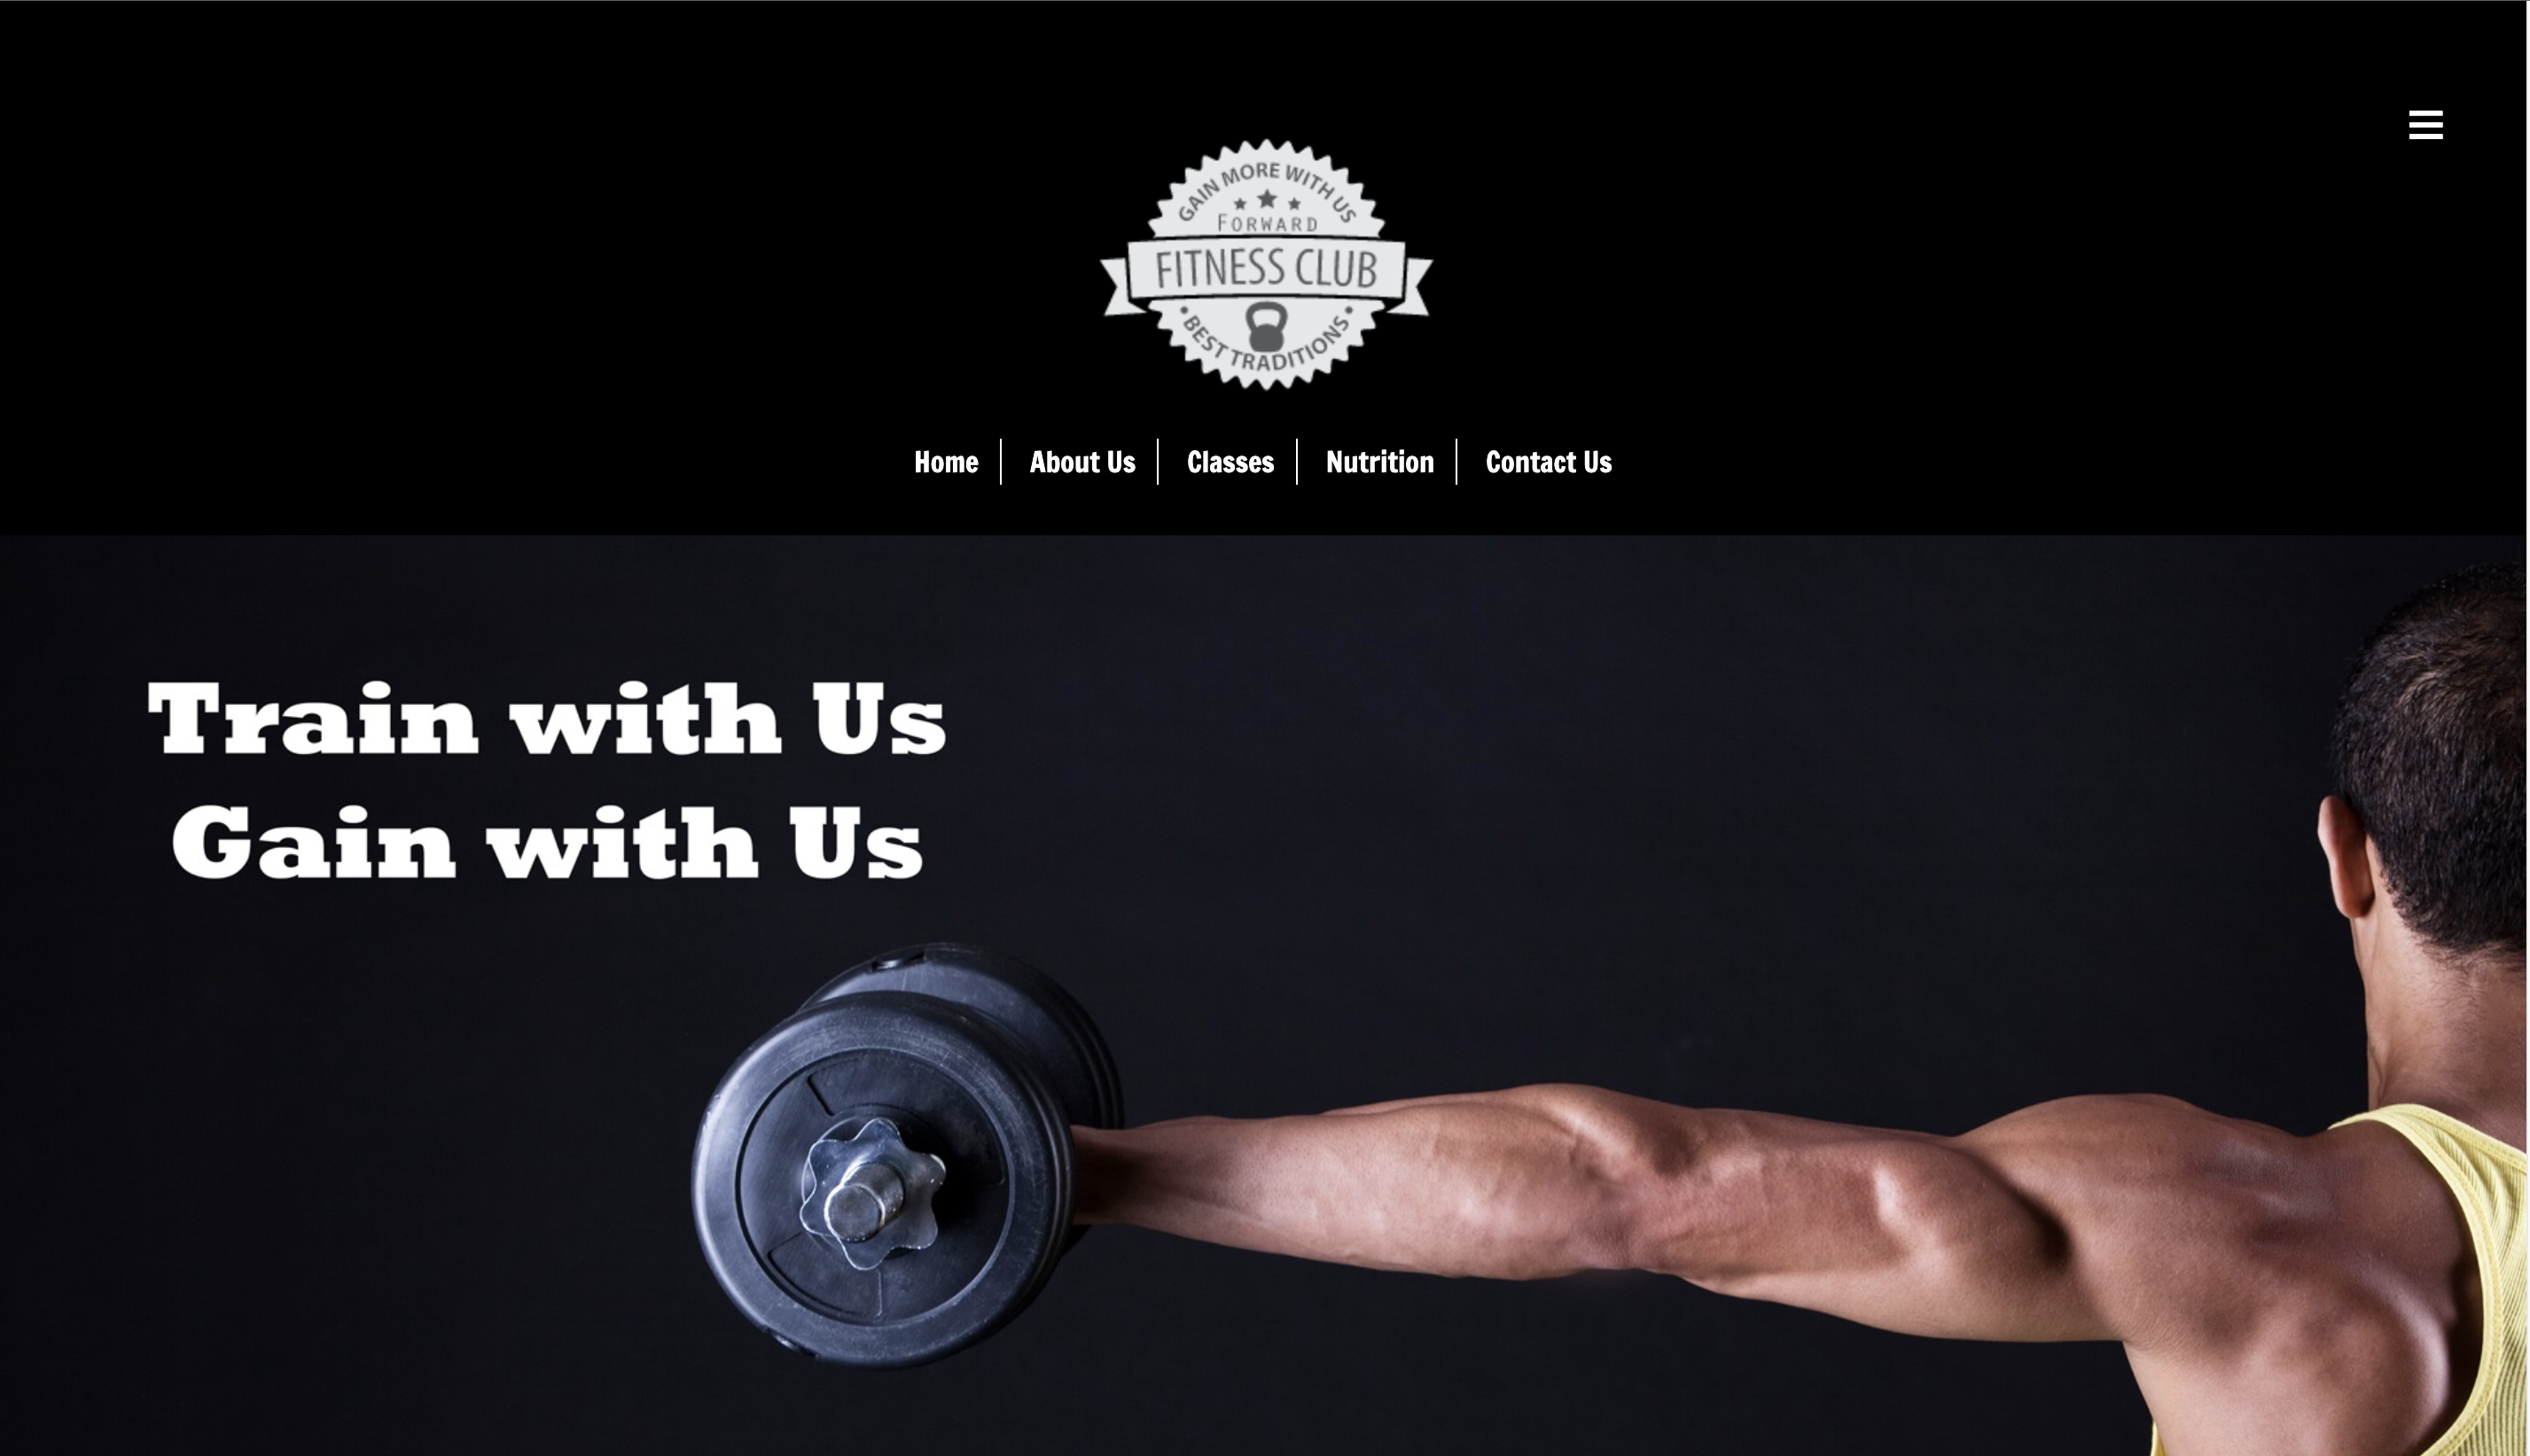 GAIN MORE WITH US
FORWARD
FITNESS CLUB
BEST TRADITIONS
Home
About Us
Classes
Nutrition
Contact Us
Train with Us
Gain with Us